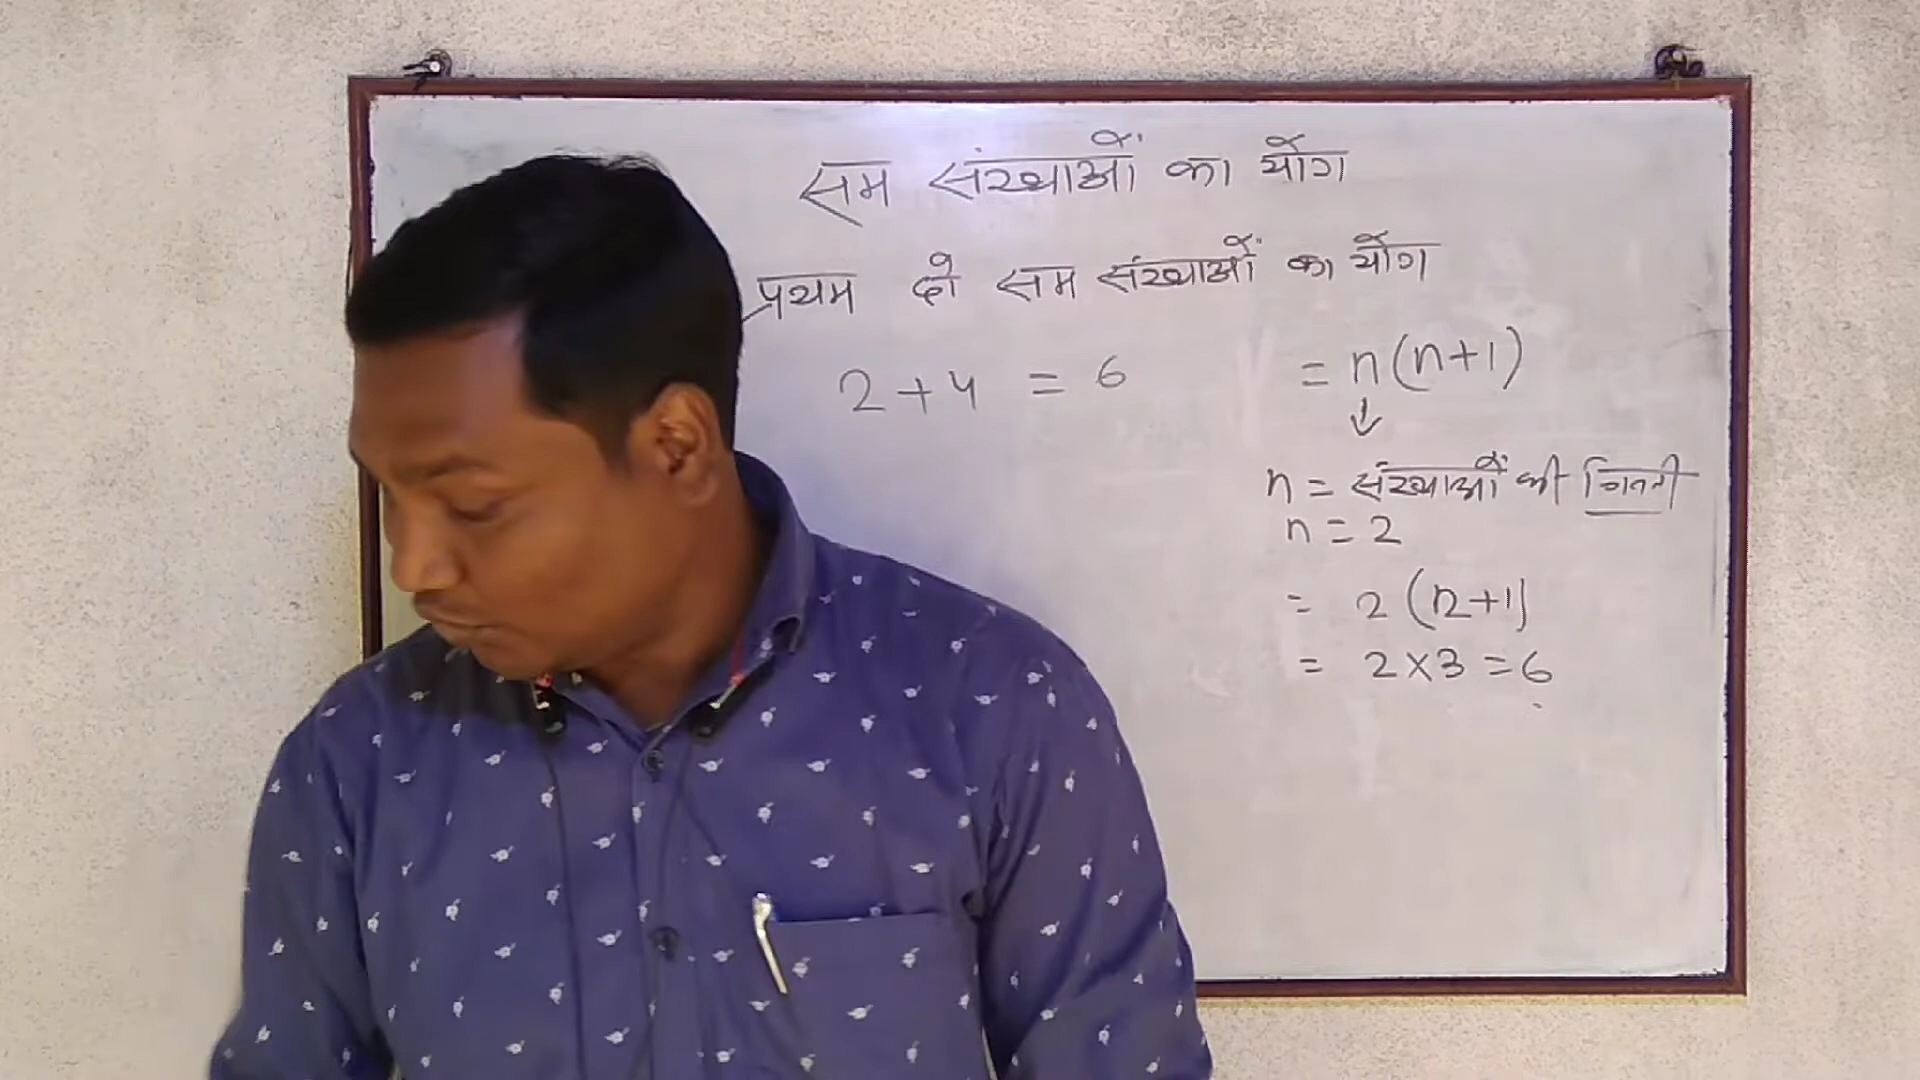 सम संख्याओं का योग
प्रथम दो सम संख्याओं का योग
2+4 = 6
= n(n+1)
↓
n = संख्याओं की गिनती
n = 2
= 2 (2+1)
= 2×3 = 6